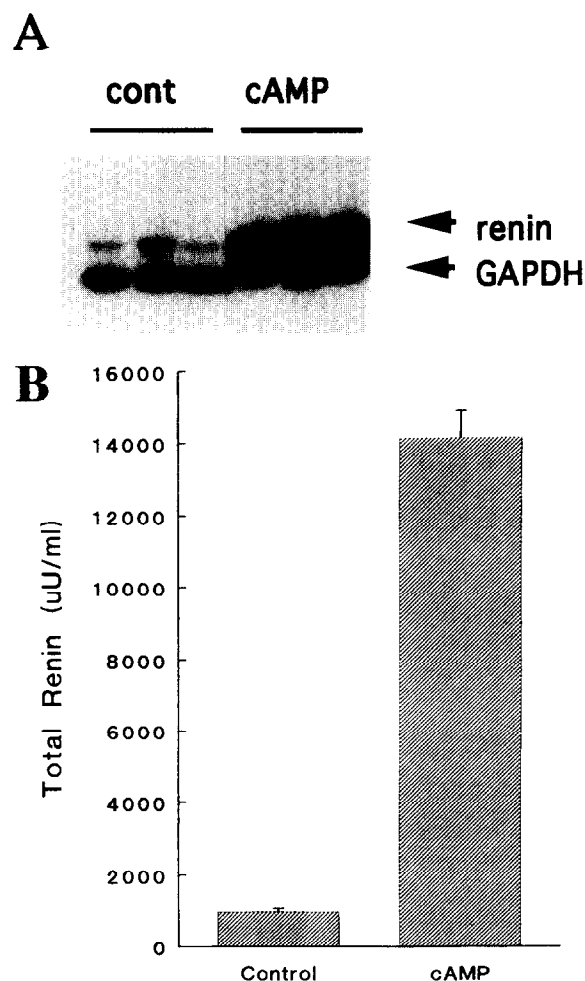 A
cont cAMP
renin
GAPDH
B
16000
14000
12000
10000
8000
6000
4000
2000
0
Total Renin (uU/ml)
Control cAMP